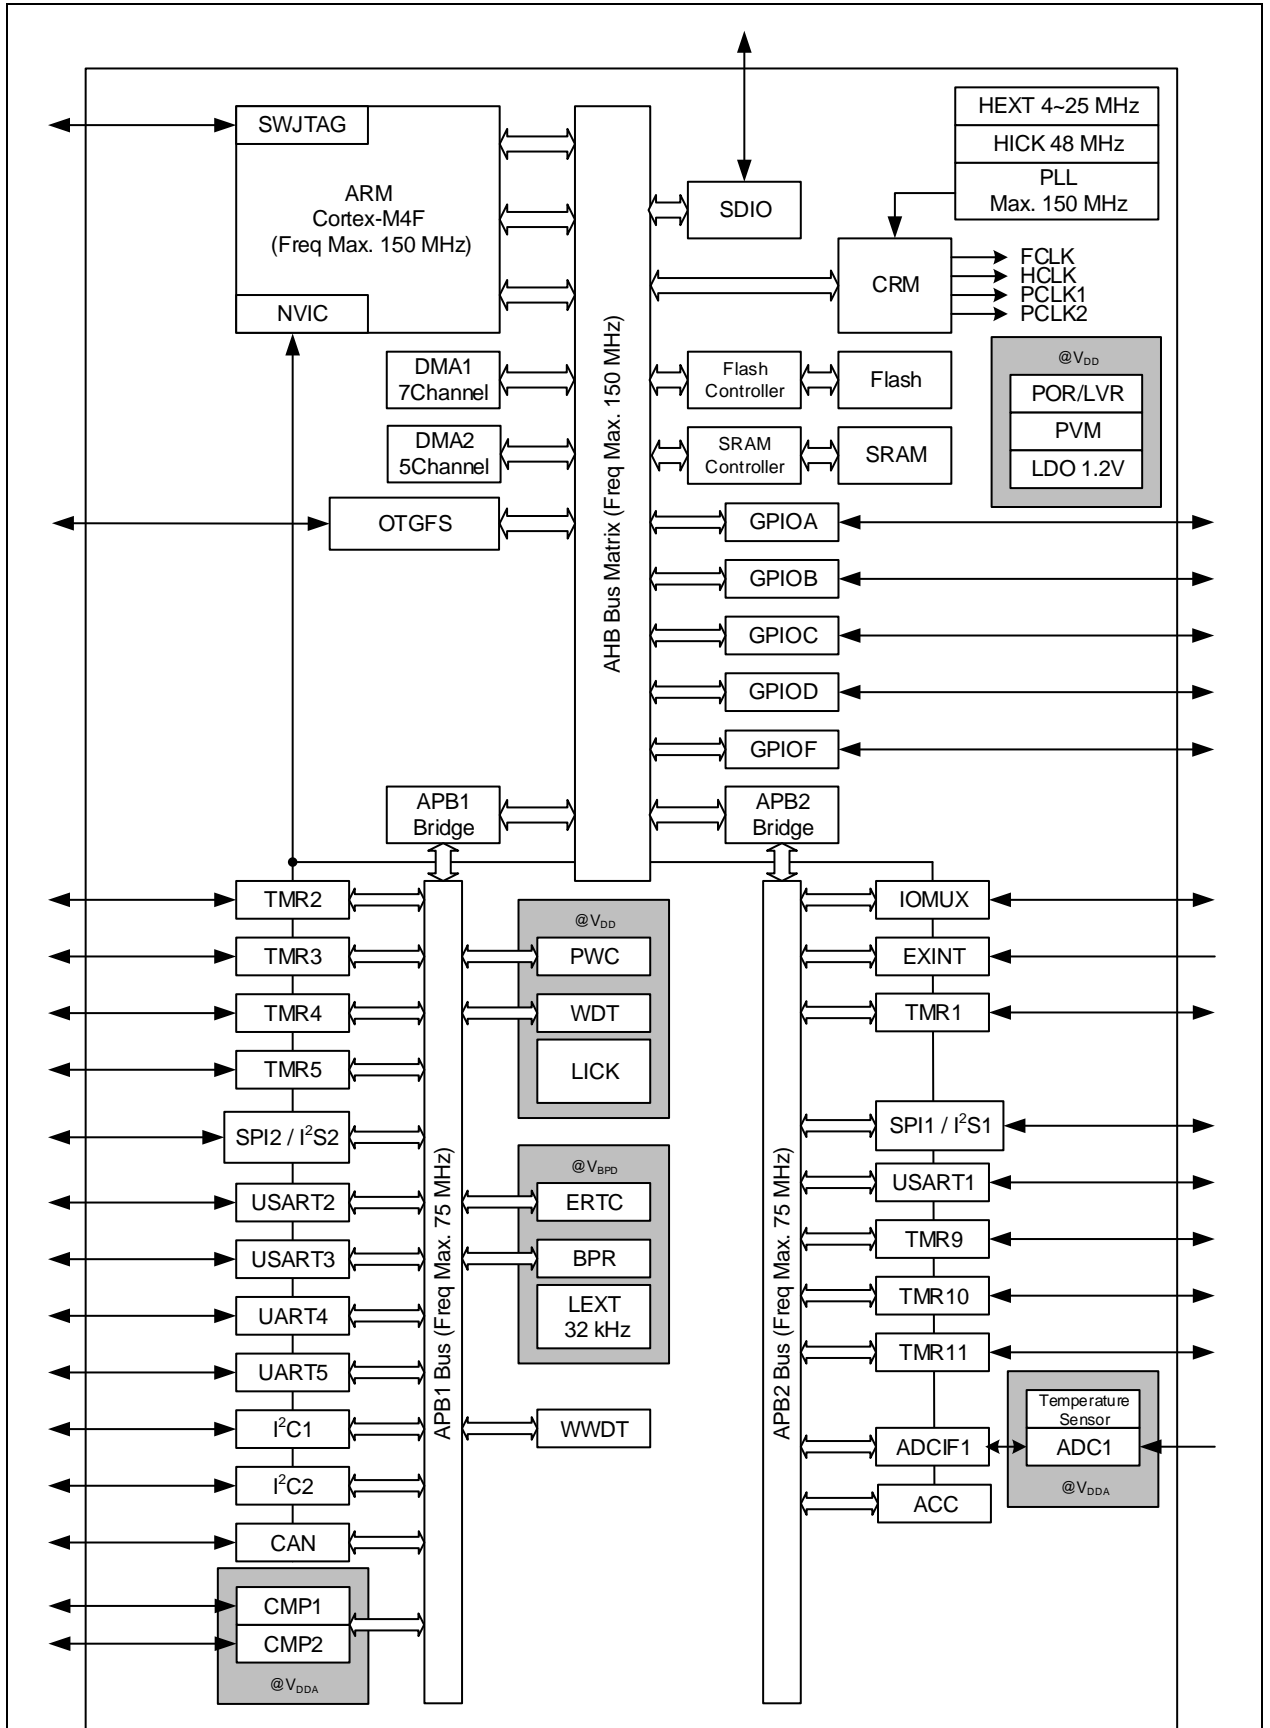 SWJTAG
ARM
Cortex-M4F
(Freq Max. 150 MHz)
NVIC
HEXT 4~25 MHz
HICK 48 MHz
PLL
Max. 150 MHz
SDIO
CRM
FCLK
HCLK
PCLK1
PCLK2
AHB Bus Matrix (Freq Max. 150 MHz)
DMA1
7Channel
DMA2
5Channel
OTGFS
Flash
Controller
Flash
SRAM
Controller
SRAM
@V_DD
POR/LVR
PVM
LDO 1.2V
GPIOA
GPIOB
GPIOC
GPIOD
GPIOF
APB1
Bridge
APB2
Bridge
TMR2
TMR3
TMR4
TMR5
SPI2 / I²S2
USART2
USART3
UART4
UART5
I²C1
I²C2
CAN
CMP1
CMP2
@V_DDA
APB1 Bus (Freq Max. 75 MHz)
@V_DD
PWC
WDT
LICK
@V_BPD
ERTC
BPR
LEXT
32 kHz
WWDT
APB2 Bus (Freq Max. 75 MHz)
IOMUX
EXINT
TMR1
SPI1 / I²S1
USART1
TMR9
TMR10
TMR11
ADCIF1
ACC
Temperature
Sensor
ADC1
@V_DDA